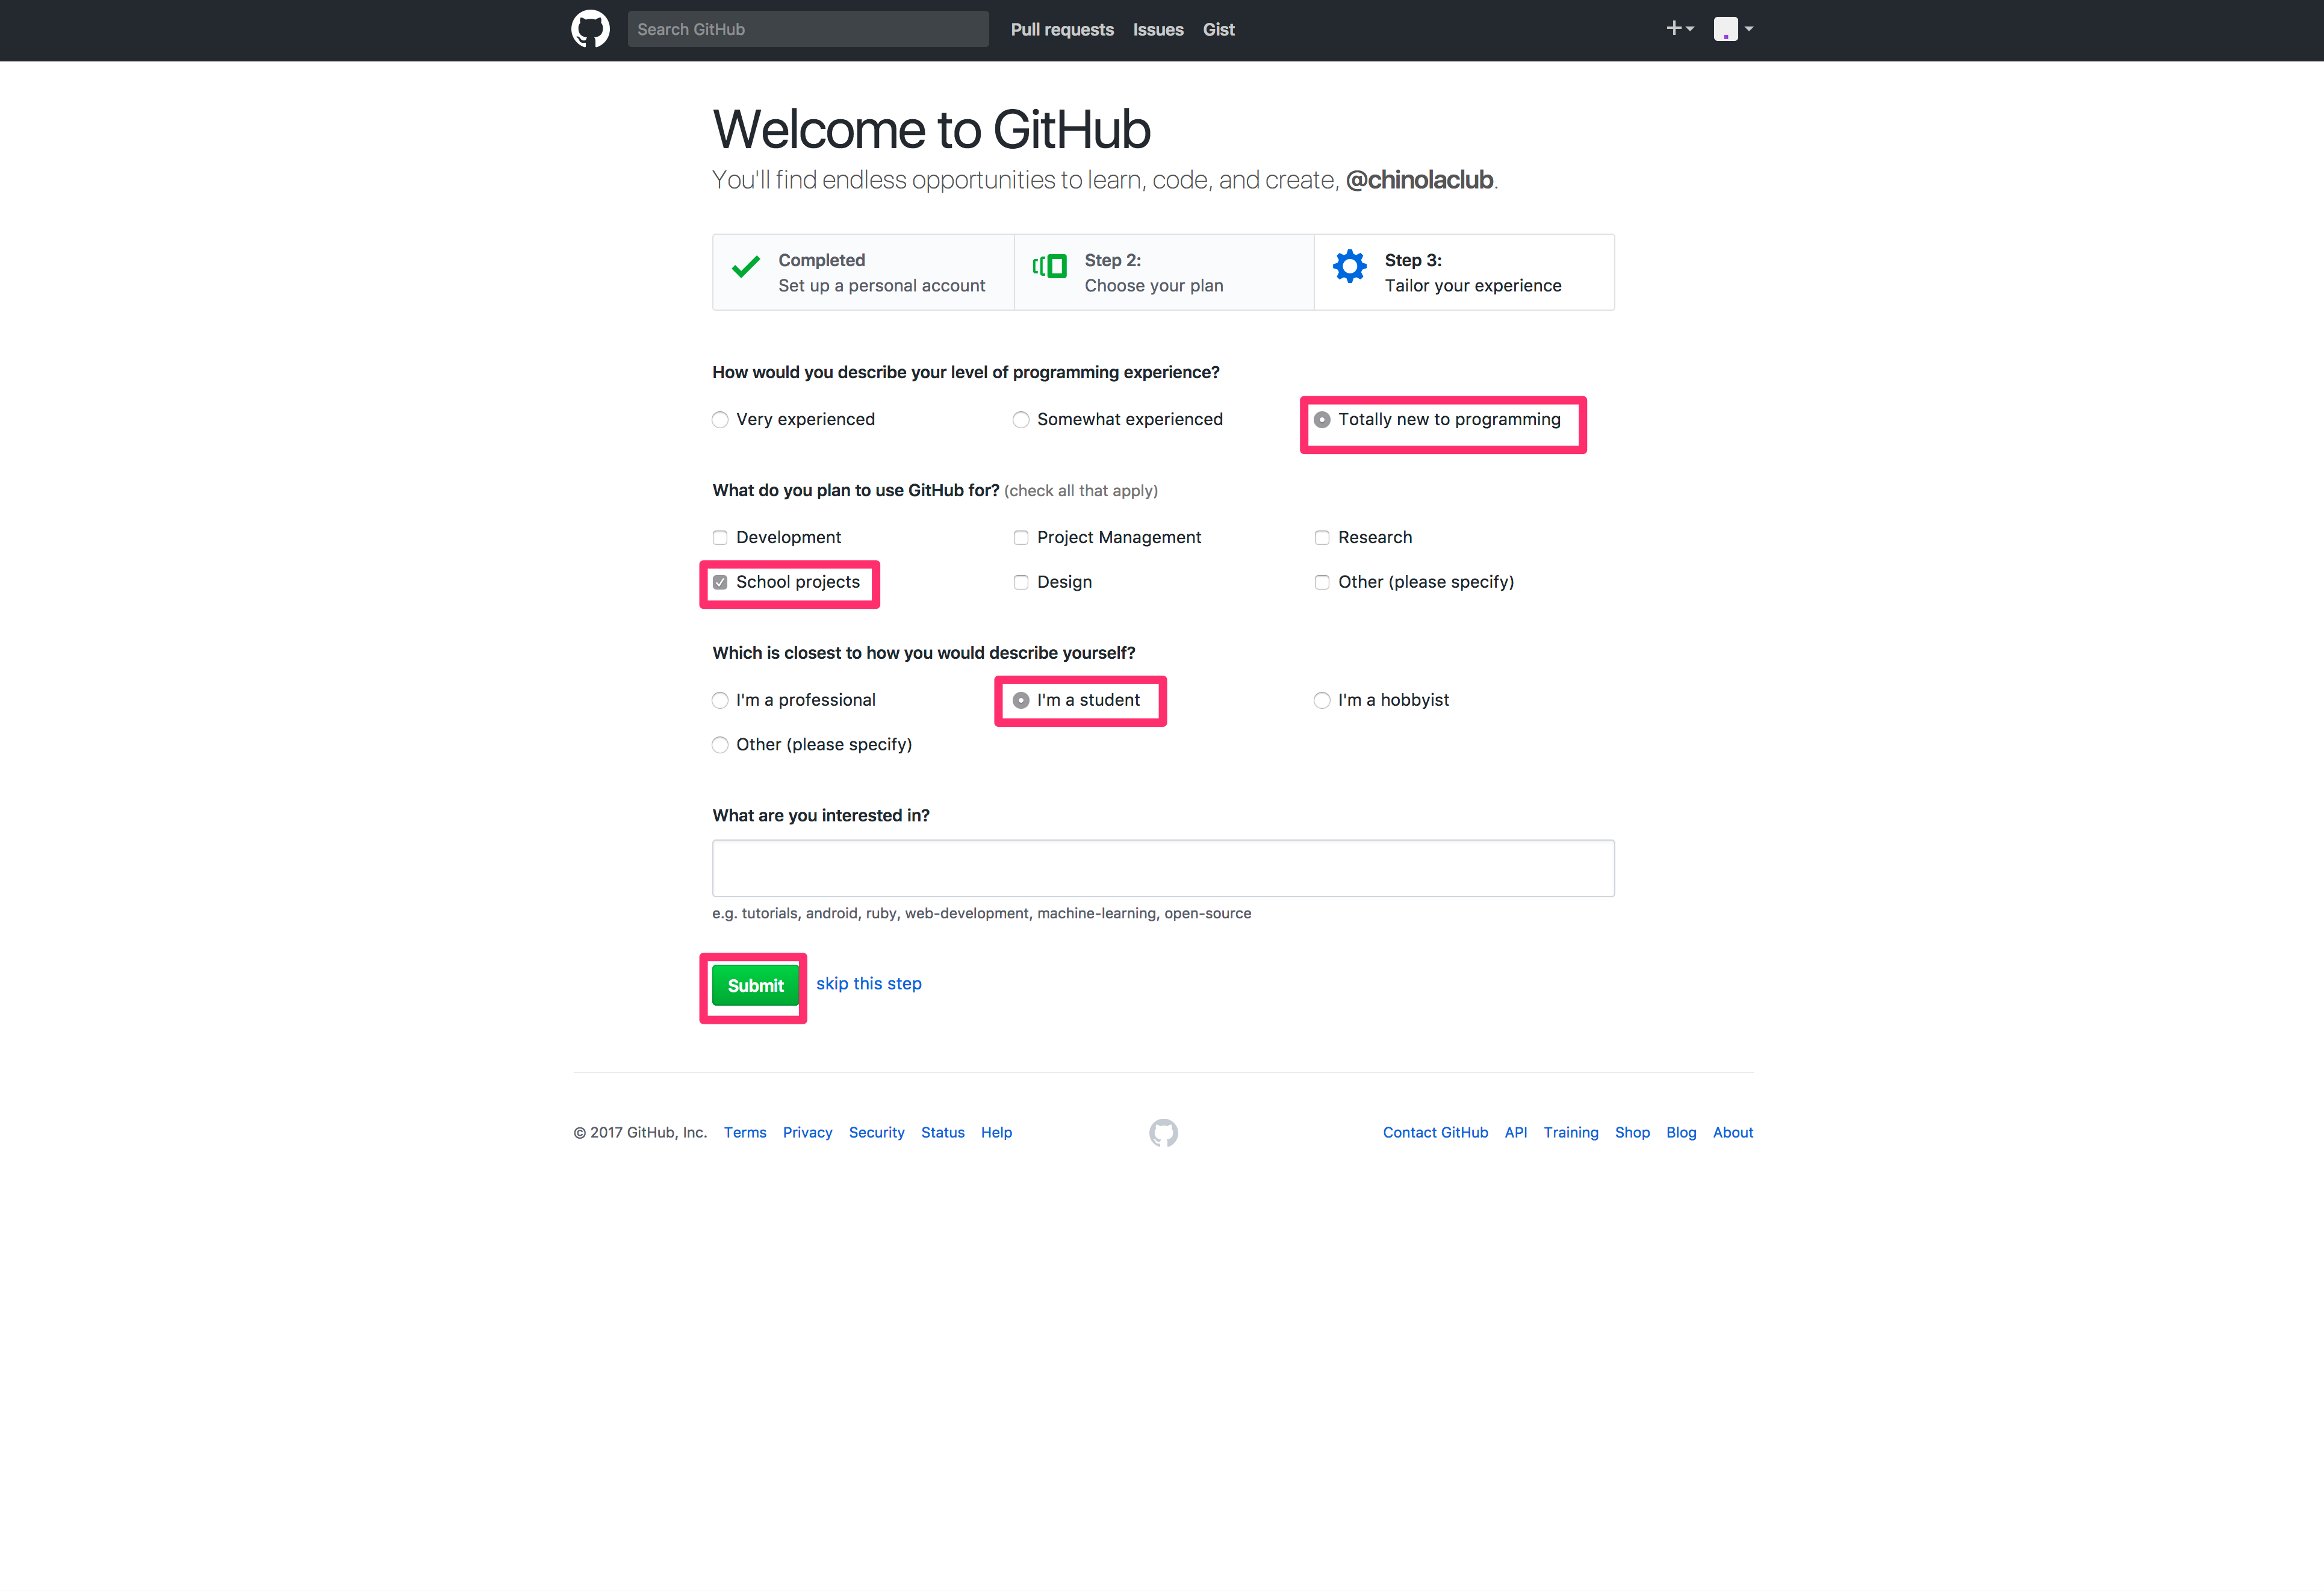 Search GitHub Pull requests Issues Gist
Welcome to GitHub
You'll find endless opportunities to learn, code, and create, @chinolaclub.
Completed
Set up a personal account
Step 2:
Choose your plan
Step 3:
Tailor your experience
How would you describe your level of programming experience?
Very experienced Somewhat experienced Totally new to programming
What do you plan to use GitHub for? (check all that apply)
Development Project Management Research
School projects Design Other (please specify)
Which is closest to how you would describe yourself?
I'm a professional I'm a student I'm a hobbyist
Other (please specify)
What are you interested in?
e.g. tutorials, android, ruby, web-development, machine-learning, open-source
Submit skip this step
© 2017 GitHub, Inc. Terms Privacy Security Status Help Contact GitHub API Training Shop Blog About